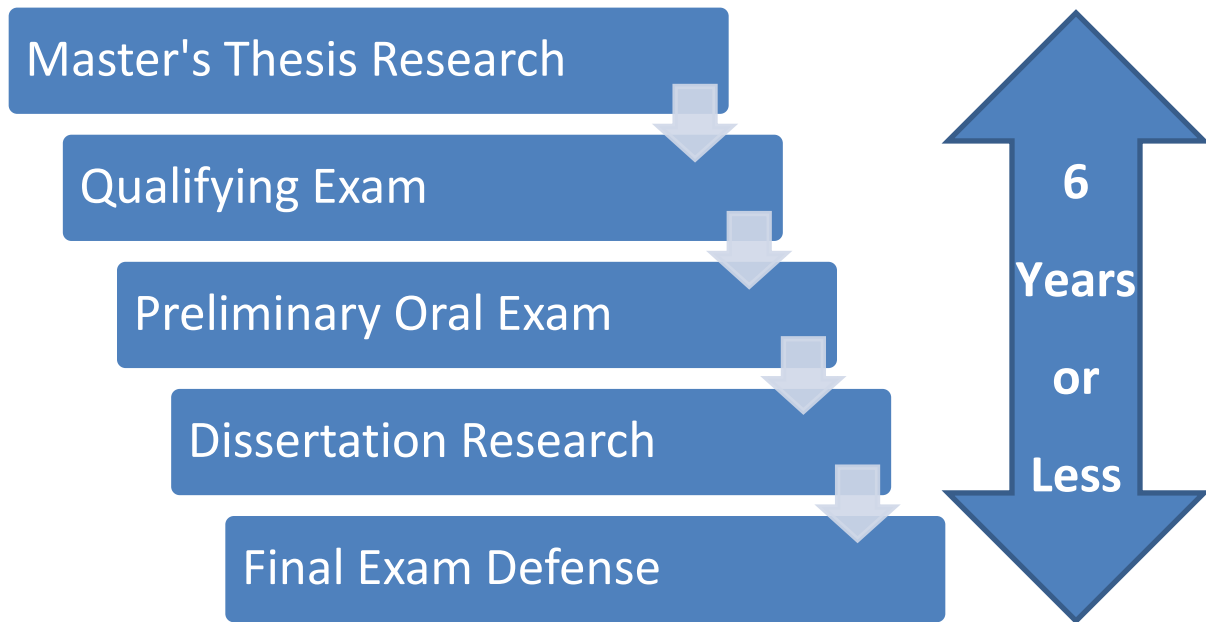 Master's Thesis Research
Qualifying Exam
Preliminary Oral Exam
Dissertation Research
Final Exam Defense
6
Years
or
Less